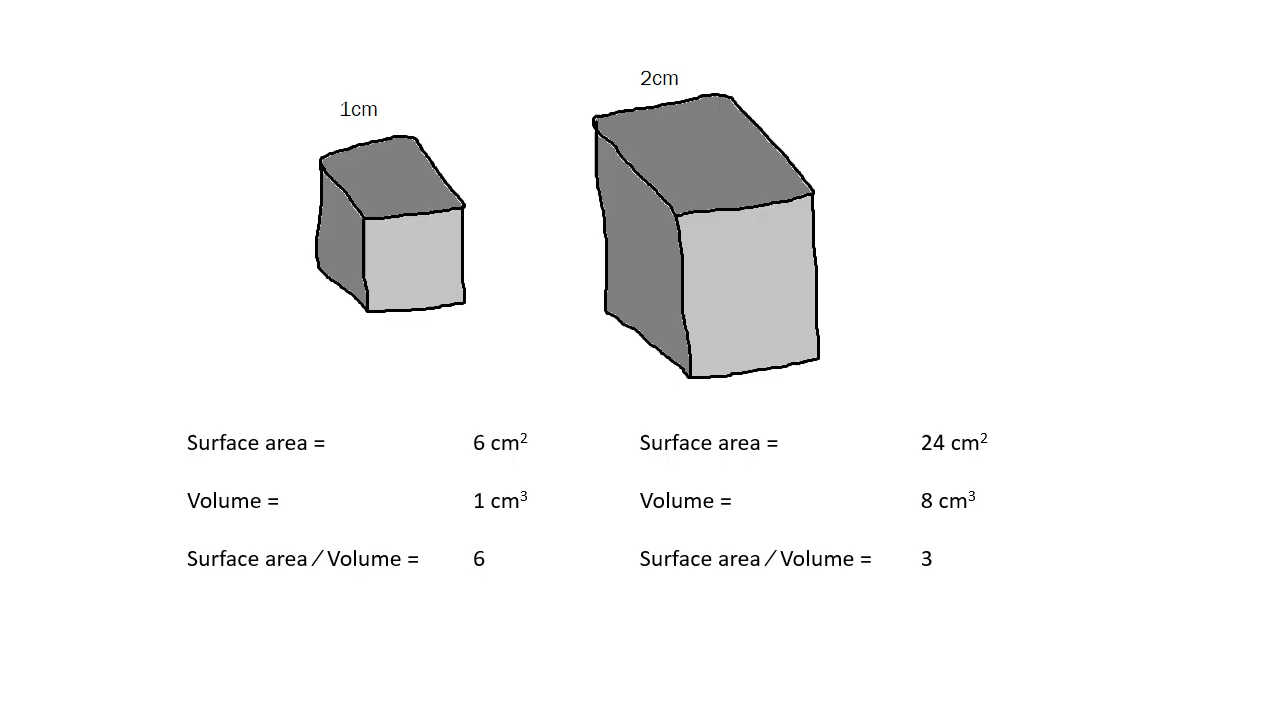 2cm
1cm
Surface area = 6 cm² Surface area = 24 cm²
Volume = 1 cm³ Volume = 8 cm³
Surface area ∕ Volume = 6 Surface area ∕ Volume = 3